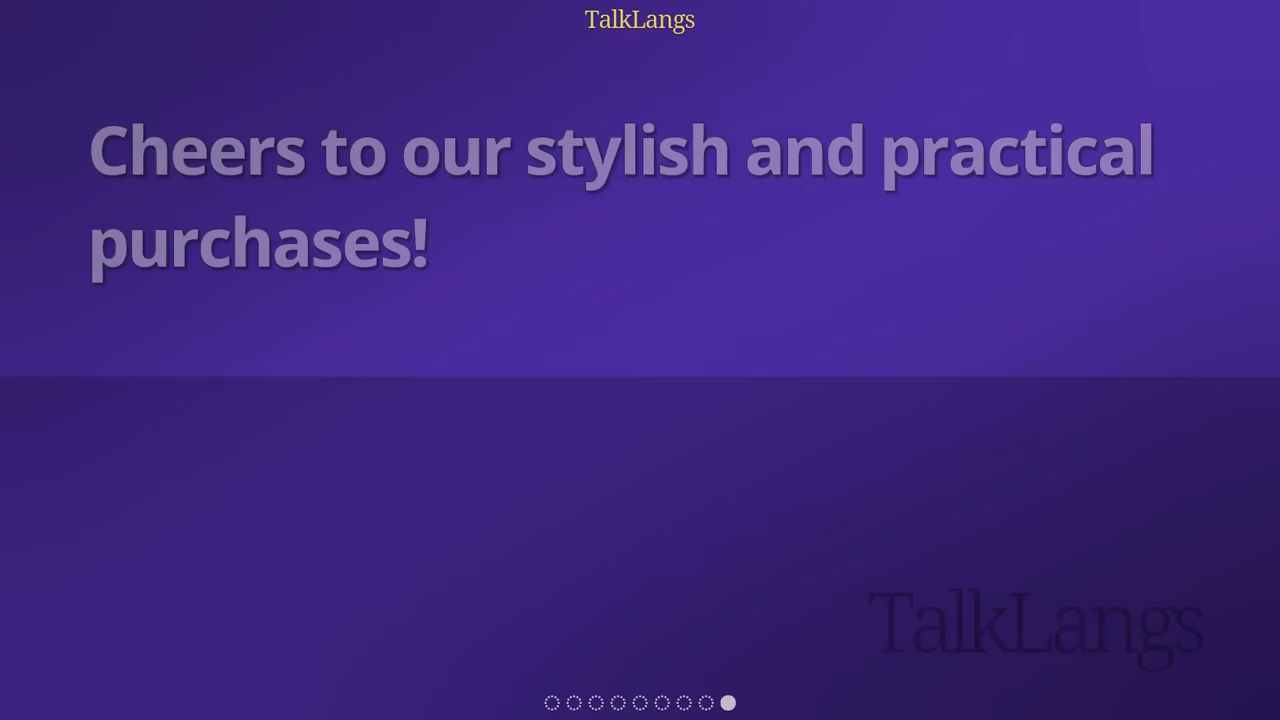 TalkLangs
Cheers to our stylish and practical
purchases!
TalkLangs